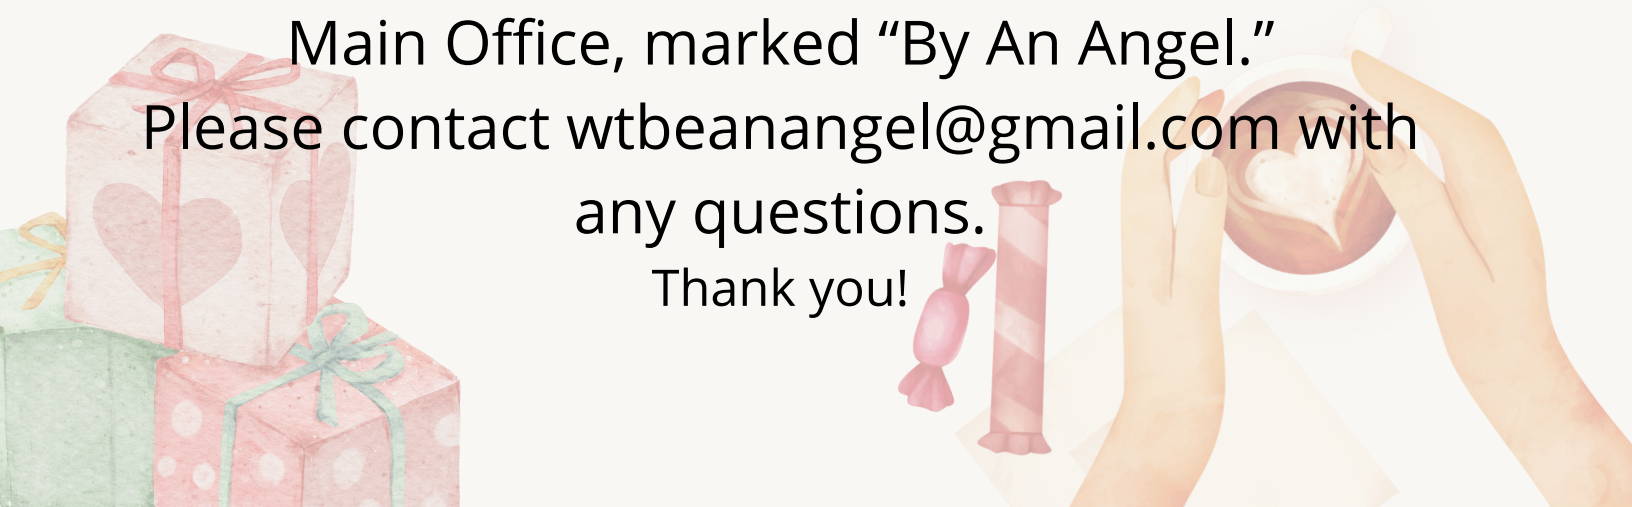 Main Office, marked “By An Angel.”
Please contact wtbeanangel@gmail.com with
any questions.
Thank you!